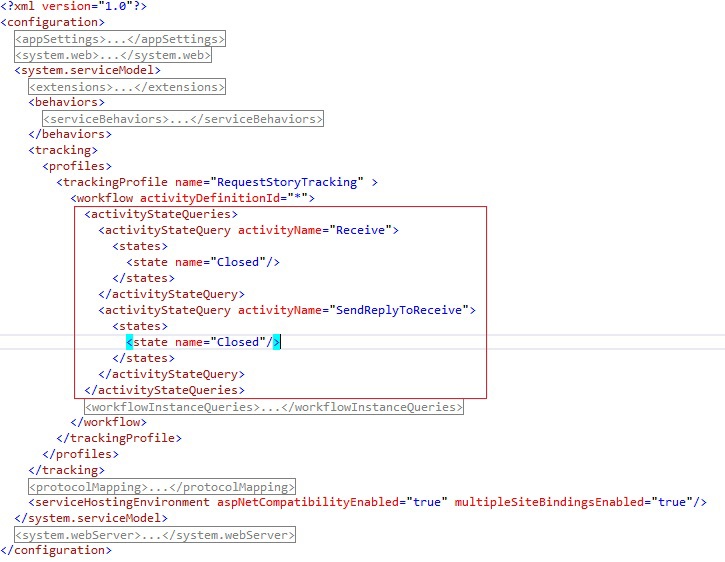 <?xml version="1.0"?>
<configuration>
<appSettings>...</appSettings>
<system.web>...</system.web>
<system.serviceModel>
<extensions>...</extensions>
<behaviors>
<serviceBehaviors>...</serviceBehaviors>
</behaviors>
<tracking>
<profiles>
<trackingProfile name="RequestStoryTracking" >
<workflow activityDefinitionId="*">
<activityStateQueries>
<activityStateQuery activityName="Receive">
<states>
<state name="Closed"/>
</states>
</activityStateQuery>
<activityStateQuery activityName="SendReplyToReceive">
<states>
<state name="Closed"/>
</states>
</activityStateQuery>
</activityStateQueries>
<workflowInstanceQueries>...</workflowInstanceQueries>
</workflow>
</trackingProfile>
</profiles>
</tracking>
<protocolMapping>...</protocolMapping>
<serviceHostingEnvironment aspNetCompatibilityEnabled="true" multipleSiteBindingsEnabled="true"/>
</system.serviceModel>
<system.webServer>...</system.webServer>
</configuration>